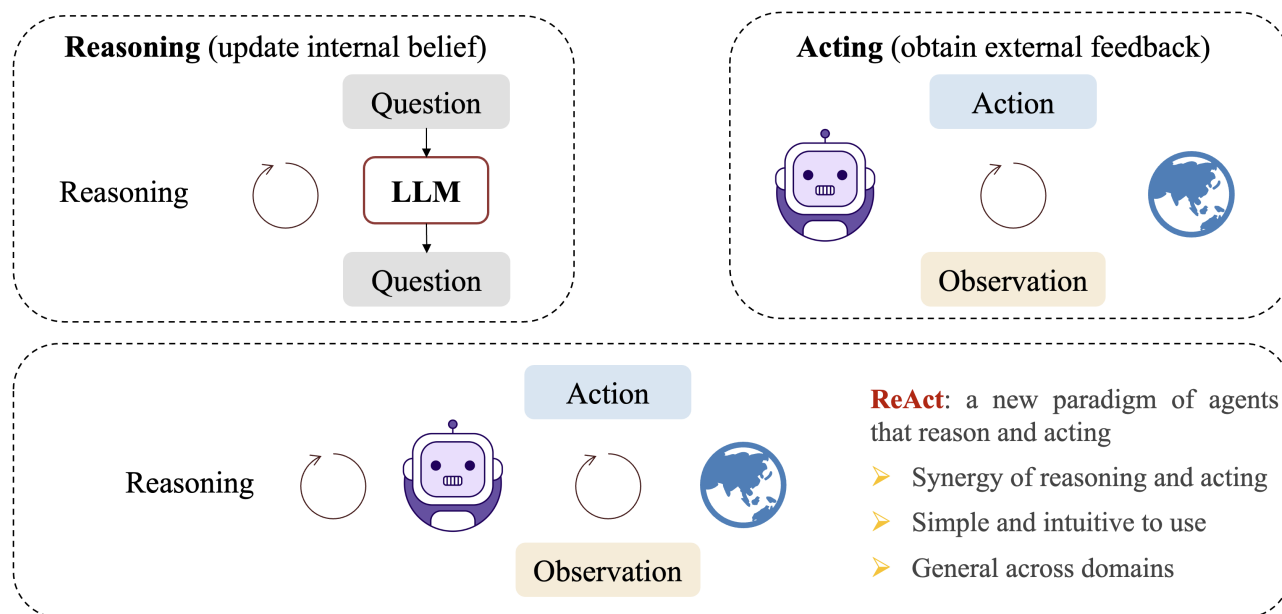 Reasoning (update internal belief)
Question
Reasoning
LLM
Question
Acting (obtain external feedback)
Action
Observation
Action
Reasoning
Observation
ReAct: a new paradigm of agents
that reason and acting
Synergy of reasoning and acting
Simple and intuitive to use
General across domains